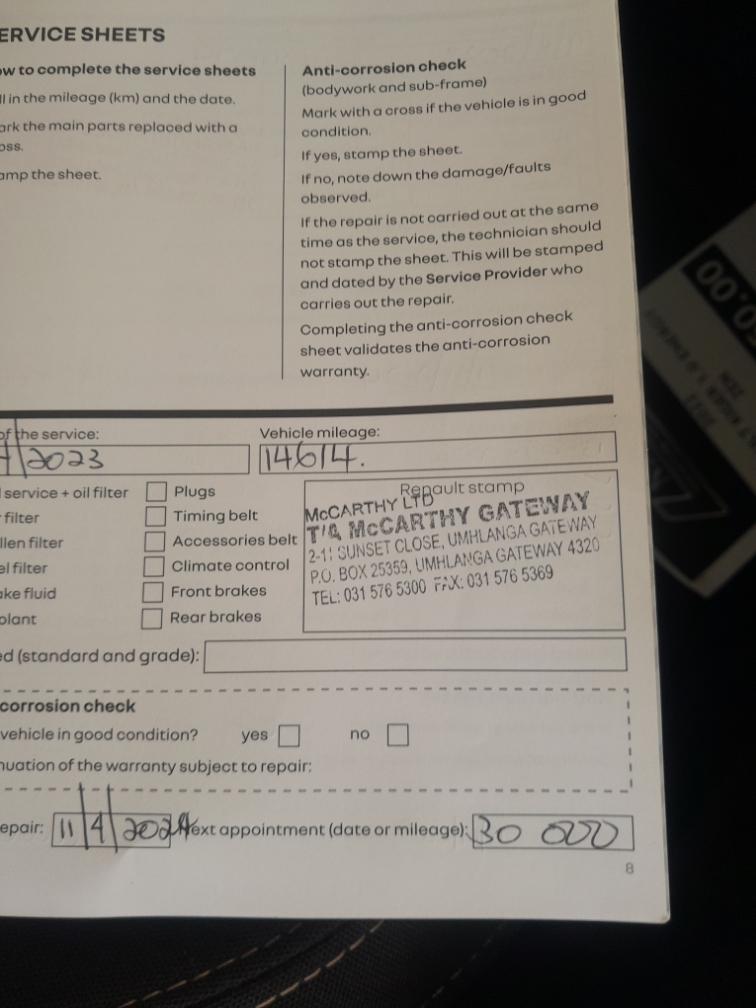 ERVICE SHEETS
ow to complete the service sheets
ll in the mileage (km) and the date.
ark the main parts replaced with a
oss.
amp the sheet.
Anti-corrosion check
(bodywork and sub-frame)
Mark with a cross if the vehicle is in good
condition.
If yes, stamp the sheet.
If no, note down the damage/faults
observed.
If the repair is not carried out at the same
time as the service, the technician should
not stamp the sheet. This will be stamped
and dated by the Service Provider who
carries out the repair.
Completing the anti-corrosion check
sheet validates the anti-corrosion
warranty.
of the service:
/2023
Vehicle mileage:
14614.
service + oil filter
filter
llen filter
el filter
ake fluid
olant
Plugs
Timing belt
Accessories belt
Climate control
Front brakes
Rear brakes
Renault stamp
McCARTHY LTD
T/A McCARTHY GATEWAY
2-11 SUNSET CLOSE, UMHLANGA GATEWAY
P.O. BOX 25359, UMHLANGA GATEWAY 4320
TEL: 031 576 5300 FAX: 031 576 5369
ed (standard and grade):
corrosion check
vehicle in good condition? yes no
nuation of the warranty subject to repair:
epair: 11/4/2024 ext appointment (date or mileage): 30 000
8
0.00